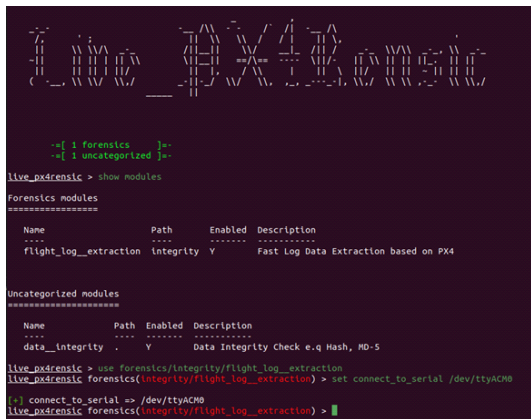 -=[ 1 forensics ]=-
-=[ 1 uncategorized ]=-
live_px4rensic > show modules
Forensics modules
=================
Name Path Enabled Description
---- ---- ------- -----------
flight_log__extraction integrity Y Fast Log Data Extraction based on PX4
Uncategorized modules
=====================
Name Path Enabled Description
---- ---- ------- -----------
data__integrity . Y Data Integrity Check e.q Hash, MD-5
live_px4rensic > use forensics/integrity/flight_log__extraction
live_px4rensic forensics(integrity/flight_log__extraction) > set connect_to_serial /dev/ttyACM0
[+] connect_to_serial => /dev/ttyACM0
live_px4rensic forensics(integrity/flight_log__extraction) >